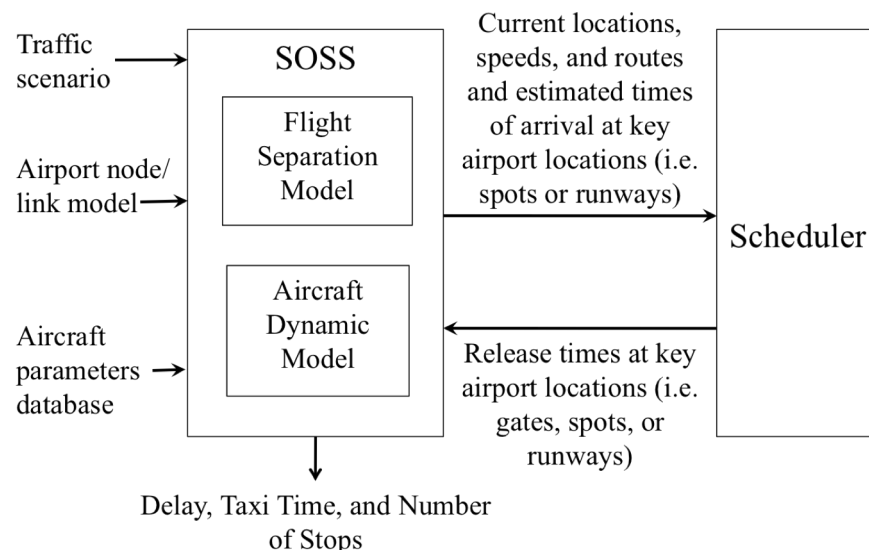 Traffic
scenario
Airport node/
link model
Aircraft
parameters
database
SOSS
Flight
Separation
Model
Aircraft
Dynamic
Model
Current locations,
speeds, and routes
and estimated times
of arrival at key
airport locations (i.e.
spots or runways)
Release times at key
airport locations (i.e.
gates, spots, or
runways)
Scheduler
Delay, Taxi Time, and Number
of Stops